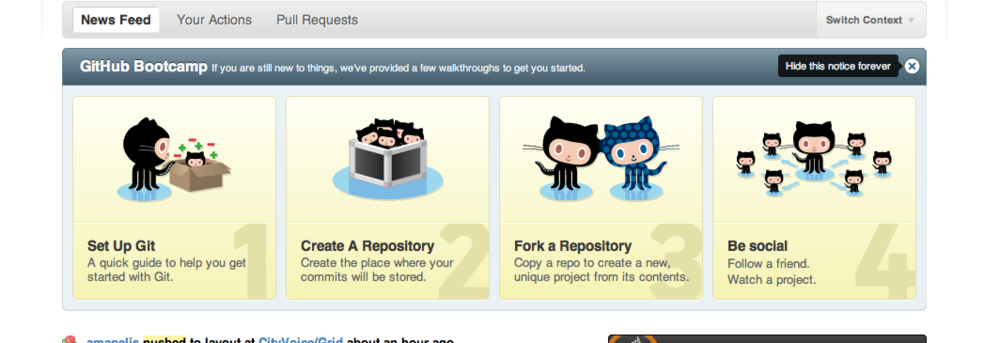 News Feed Your Actions Pull Requests Switch Context
GitHub Bootcamp If you are still new to things, we've provided a few walkthroughs to get you started. Hide this notice forever
Set Up Git
A quick guide to help you get
started with Git.
1
Create A Repository
Create the place where your
commits will be stored.
2
Fork a Repository
Copy a repo to create a new,
unique project from its contents.
3
Be social
Follow a friend.
Watch a project.
4
amanelis pushed to layout at CityVoice/Grid about an hour ago